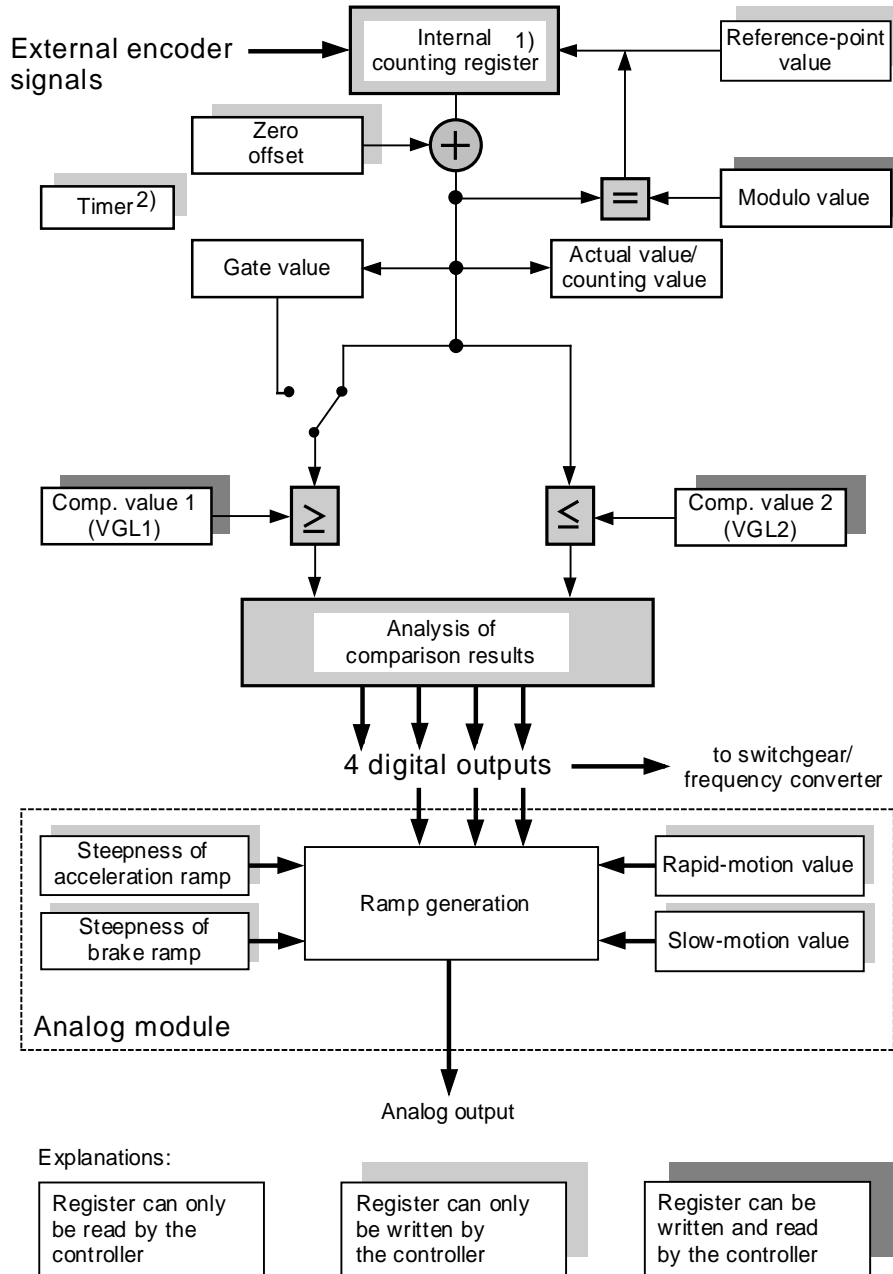 External encoder
signals
Internal 1)
counting register
Reference-point
value
Zero
offset
+
Timer2)
=
Modulo value
Gate value
Actual value/
counting value
Comp. value 1
(VGL1)
≥
≤
Comp. value 2
(VGL2)
Analysis of
comparison results
4 digital outputs
to switchgear/
frequency converter
Steepness of
acceleration ramp
Ramp generation
Rapid-motion value
Steepness of
brake ramp
Slow-motion value
Analog module
Analog output
Explanations:
Register can only
be read by the
controller
Register can only
be written by
the controller
Register can be
written and read
by the controller